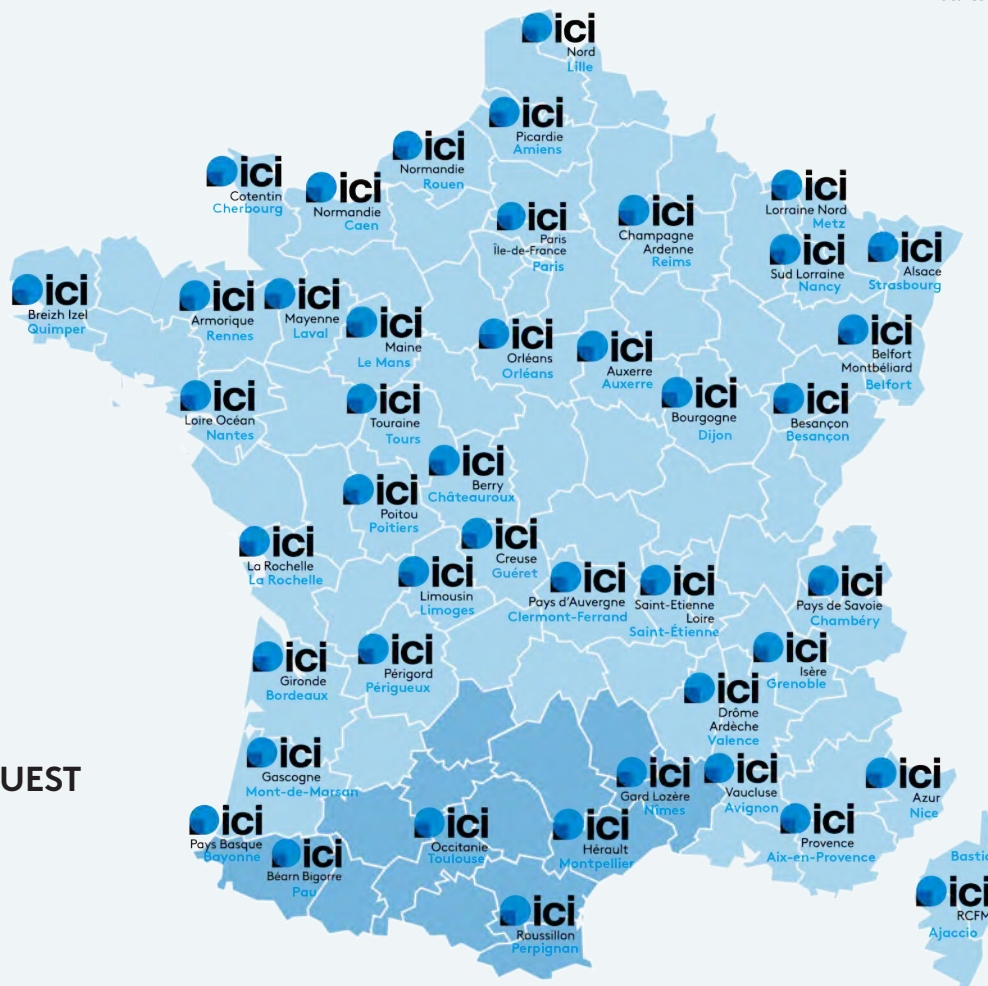 ici
Nord
Lille
ici
Picardie
Amiens
ici
Normandie
Rouen
ici
Cotentin
Cherbourg
ici
Normandie
Caen
ici
Paris
Île-de-France
Paris
ici
Champagne
Ardenne
Reims
ici
Lorraine Nord
Metz
ici
Sud Lorraine
Nancy
ici
Alsace
Strasbourg
ici
Breizh Izel
Quimper
ici
Armorique
Rennes
ici
Mayenne
Laval
ici
Maine
Le Mans
ici
Orléans
Orléans
ici
Auxerre
Auxerre
ici
Belfort
Montbéliard
Belfort
ici
Loire Océan
Nantes
ici
Touraine
Tours
ici
Bourgogne
Dijon
ici
Besançon
Besançon
ici
Berry
Châteauroux
ici
Poitou
Poitiers
ici
La Rochelle
La Rochelle
ici
Creuse
Guéret
ici
Limousin
Limoges
ici
Pays d'Auvergne
Clermont-Ferrand
ici
Saint-Etienne
Loire
Saint-Étienne
ici
Pays de Savoie
Chambéry
ici
Gironde
Bordeaux
ici
Périgord
Périgueux
ici
Isère
Grenoble
ici
Drôme
Ardèche
Valence
UEST
ici
Gascogne
Mont-de-Marsan
ici
Gard Lozère
Nîmes
ici
Vaucluse
Avignon
ici
Azur
Nice
ici
Pays Basque
Bayonne
ici
Béarn Bigorre
Pau
ici
Occitanie
Toulouse
ici
Hérault
Montpellier
ici
Provence
Aix-en-Provence
ici
Roussillon
Perpignan
Bastia
ici
RCFM
Ajaccio